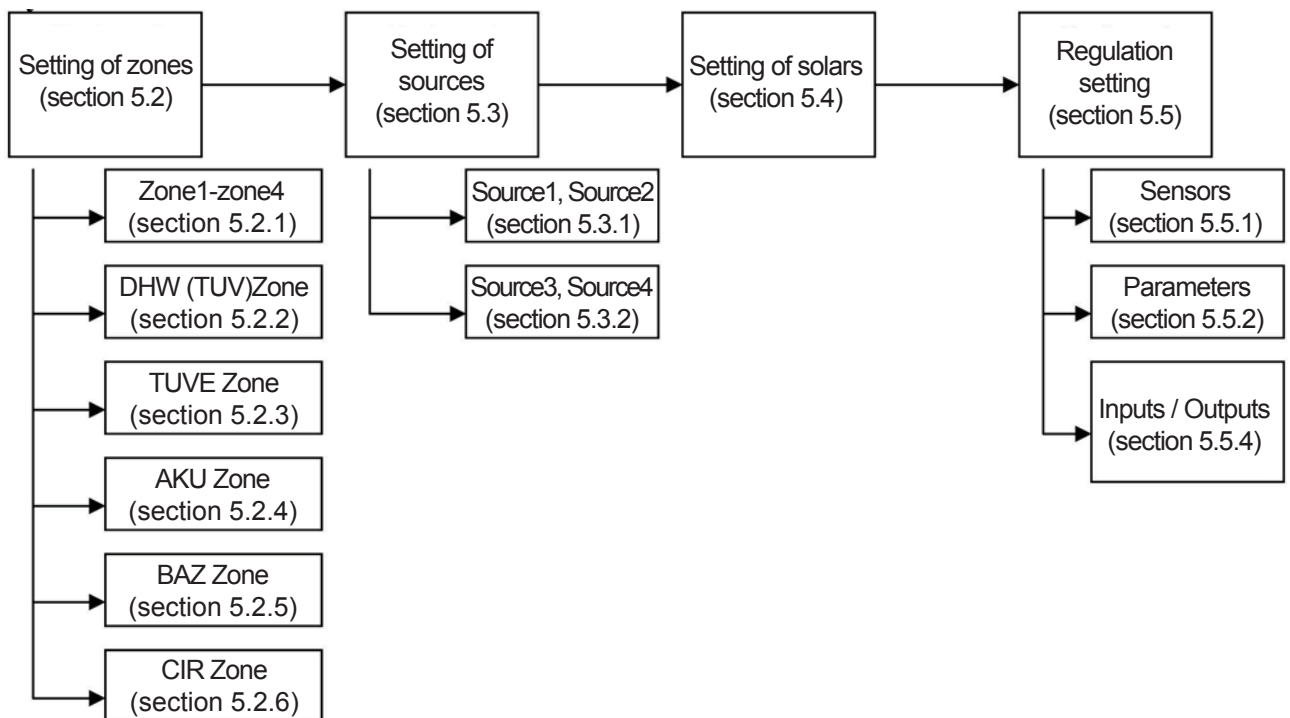 Setting of zones
(section 5.2)
Setting of
sources
(section 5.3)
Setting of solars
(section 5.4)
Regulation
setting
(section 5.5)
Zone1-zone4
(section 5.2.1)
DHW (TUV)Zone
(section 5.2.2)
TUVE Zone
(section 5.2.3)
AKU Zone
(section 5.2.4)
BAZ Zone
(section 5.2.5)
CIR Zone
(section 5.2.6)
Source1, Source2
(section 5.3.1)
Source3, Source4
(section 5.3.2)
Sensors
(section 5.5.1)
Parameters
(section 5.5.2)
Inputs / Outputs
(section 5.5.4)